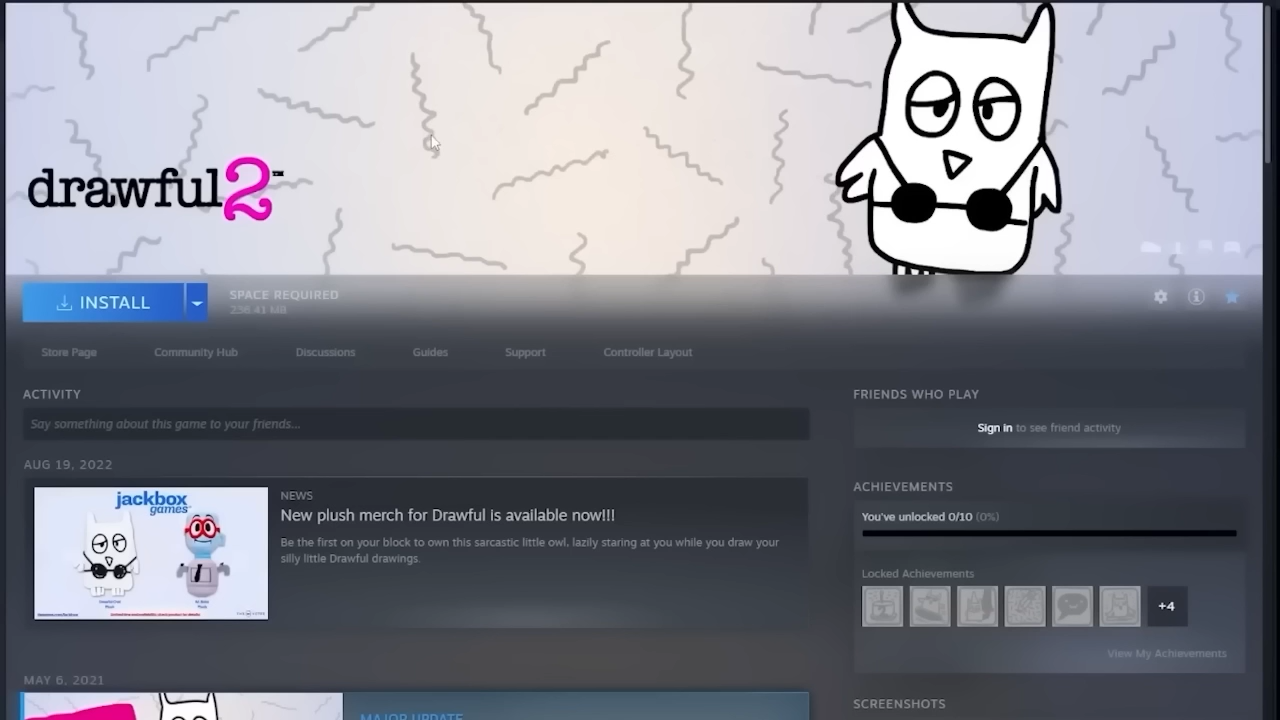 drawful2™
INSTALL
SPACE REQUIRED
236.41 MB
Store Page
Community Hub
Discussions
Guides
Support
Controller Layout
ACTIVITY
Say something about this game to your friends...
AUG 19, 2022
jackbox
games
NEWS
New plush merch for Drawful is available now!!!
Be the first on your block to own this sarcastic little owl, lazily staring at you while you draw your
silly little Drawful drawings.
MAY 6, 2021
MAJOR UPDATE
FRIENDS WHO PLAY
Sign in to see friend activity
ACHIEVEMENTS
You've unlocked 0/10 (0%)
Locked Achievements
+4
View My Achievements
SCREENSHOTS